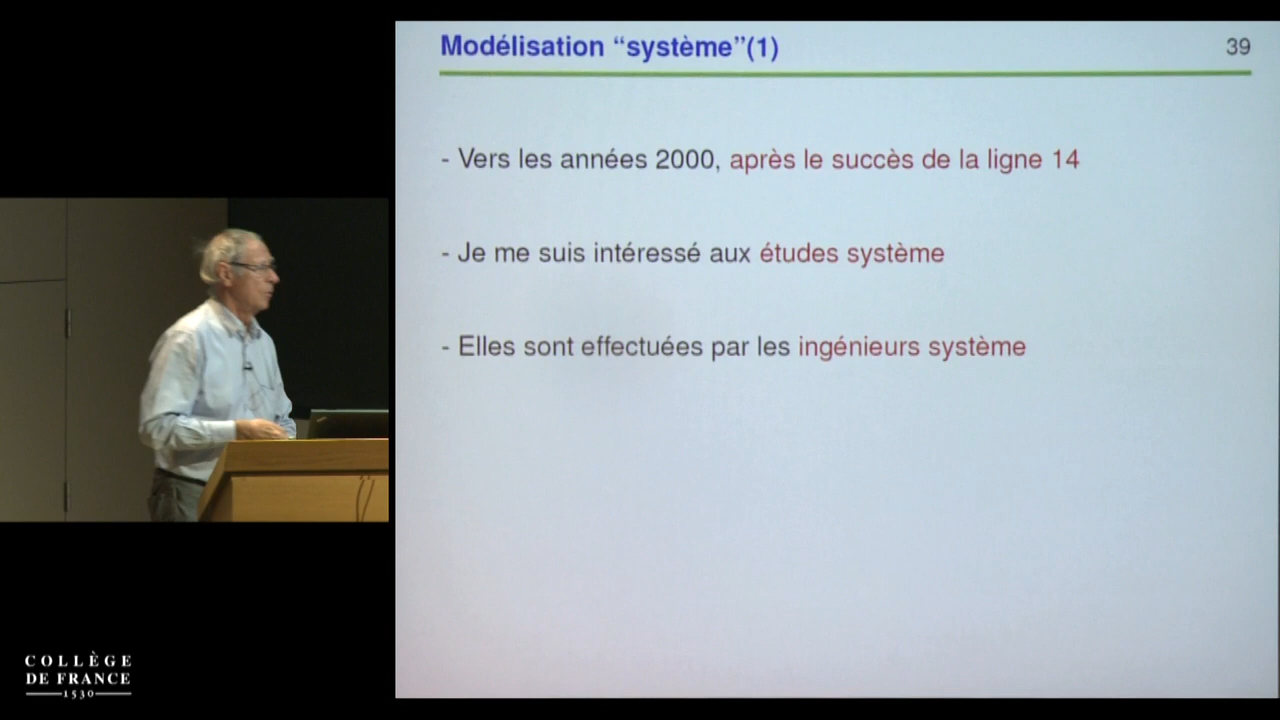 Modélisation “système”(1)
39
- Vers les années 2000, après le succès de la ligne 14
- Je me suis intéressé aux études système
- Elles sont effectuées par les ingénieurs système
COLLÈGE
DE FRANCE
1530